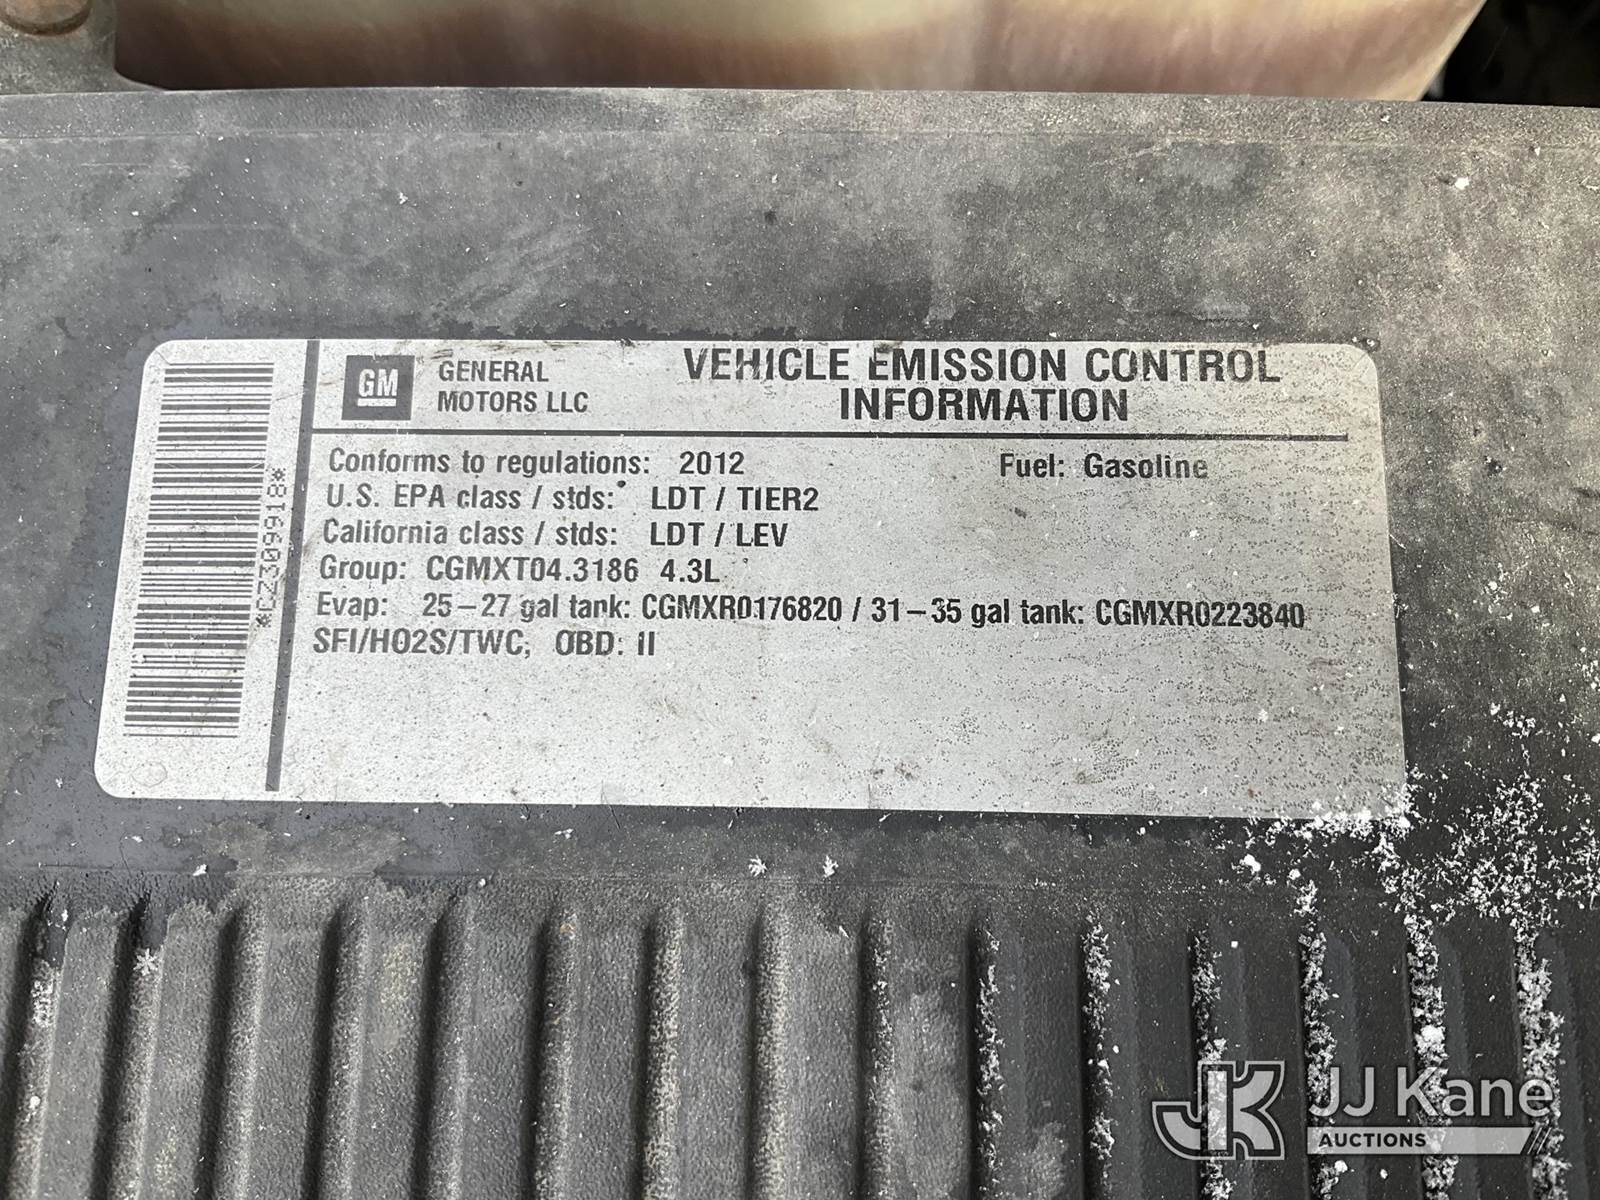 GM
GENERAL
MOTORS LLC
VEHICLE EMISSION CONTROL
INFORMATION
Conforms to regulations: 2012 Fuel: Gasoline
U.S. EPA class / stds: LDT / TIER2
California class / stds: LDT / LEV
Group: CGMXT04.3186 4.3L
Evap: 25–27 gal tank: CGMXR0176820 / 31–35 gal tank: CGMXR0223840
SFI/HO2S/TWC, OBD: II
*CZ309918*
JK JJ Kane
AUCTIONS